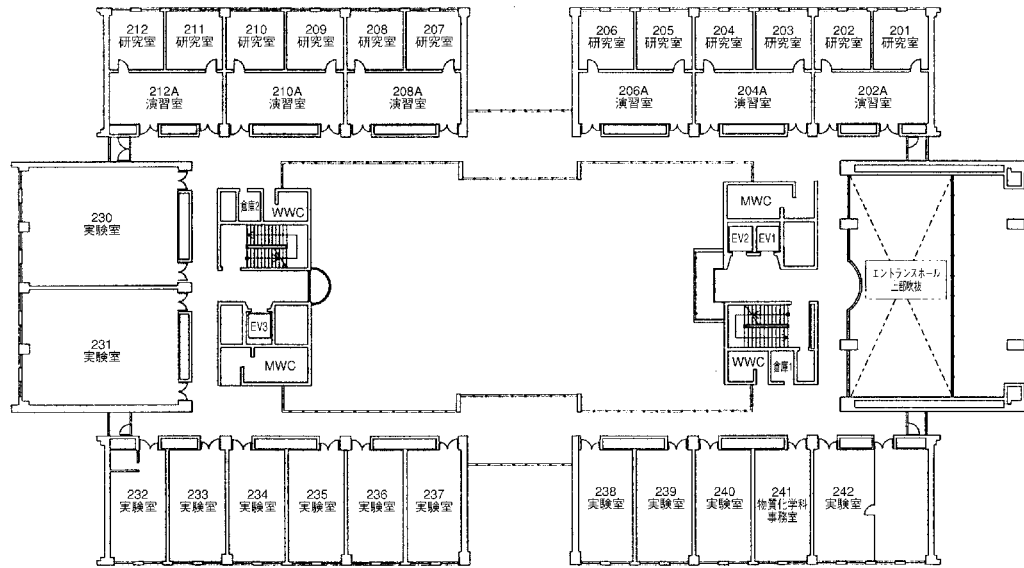 212
研究室
211
研究室
210
研究室
209
研究室
208
研究室
207
研究室
206
研究室
205
研究室
204
研究室
203
研究室
202
研究室
201
研究室
212A
演習室
210A
演習室
208A
演習室
206A
演習室
204A
演習室
202A
演習室
230
実験室
倉庫2
WWC
MWC
EV2
EV1
エントランスホール
上部吹抜
231
実験室
EV3
MWC
WWC
倉庫1
232
実験室
233
実験室
234
実験室
235
実験室
236
実験室
237
実験室
238
実験室
239
実験室
240
実験室
241
物質化学科
事務室
242
実験室